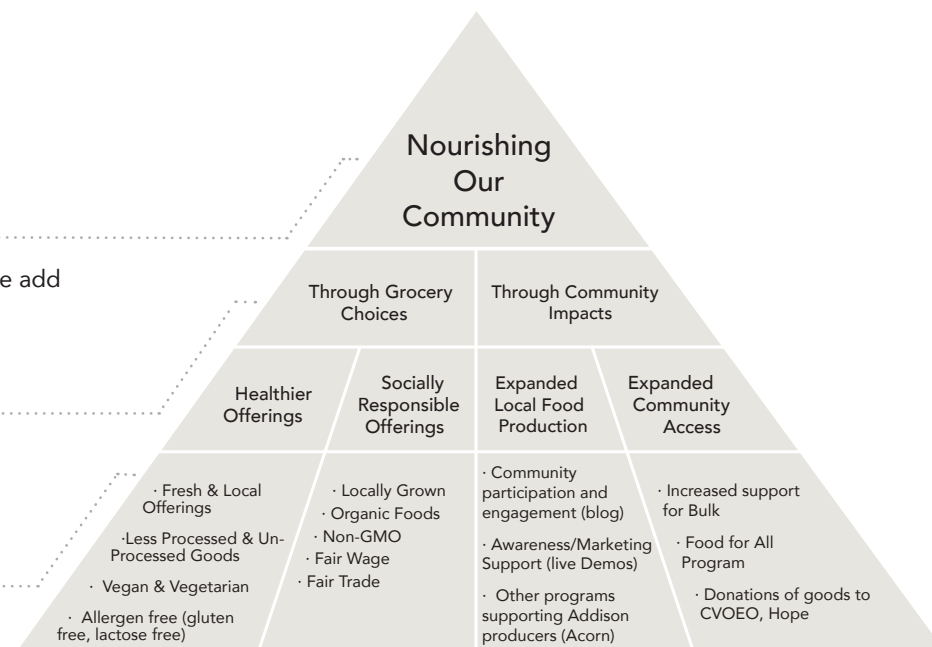 Nourishing
Our
Community
e add
Through Grocery
Choices
Through Community
Impacts
Healthier
Offerings
Socially
Responsible
Offerings
Expanded
Local Food
Production
Expanded
Community
Access
· Fresh & Local
Offerings
·Less Processed & Un-
Processed Goods
· Vegan & Vegetarian
· Allergen free (gluten
free, lactose free)
· Locally Grown
· Organic Foods
· Non-GMO
· Fair Wage
· Fair Trade
· Community
participation and
engagement (blog)
· Awareness/Marketing
Support (live Demos)
· Other programs
supporting Addison
producers (Acorn)
· Increased support
for Bulk
· Food for All
Program
· Donations of goods to
CVOEO, Hope